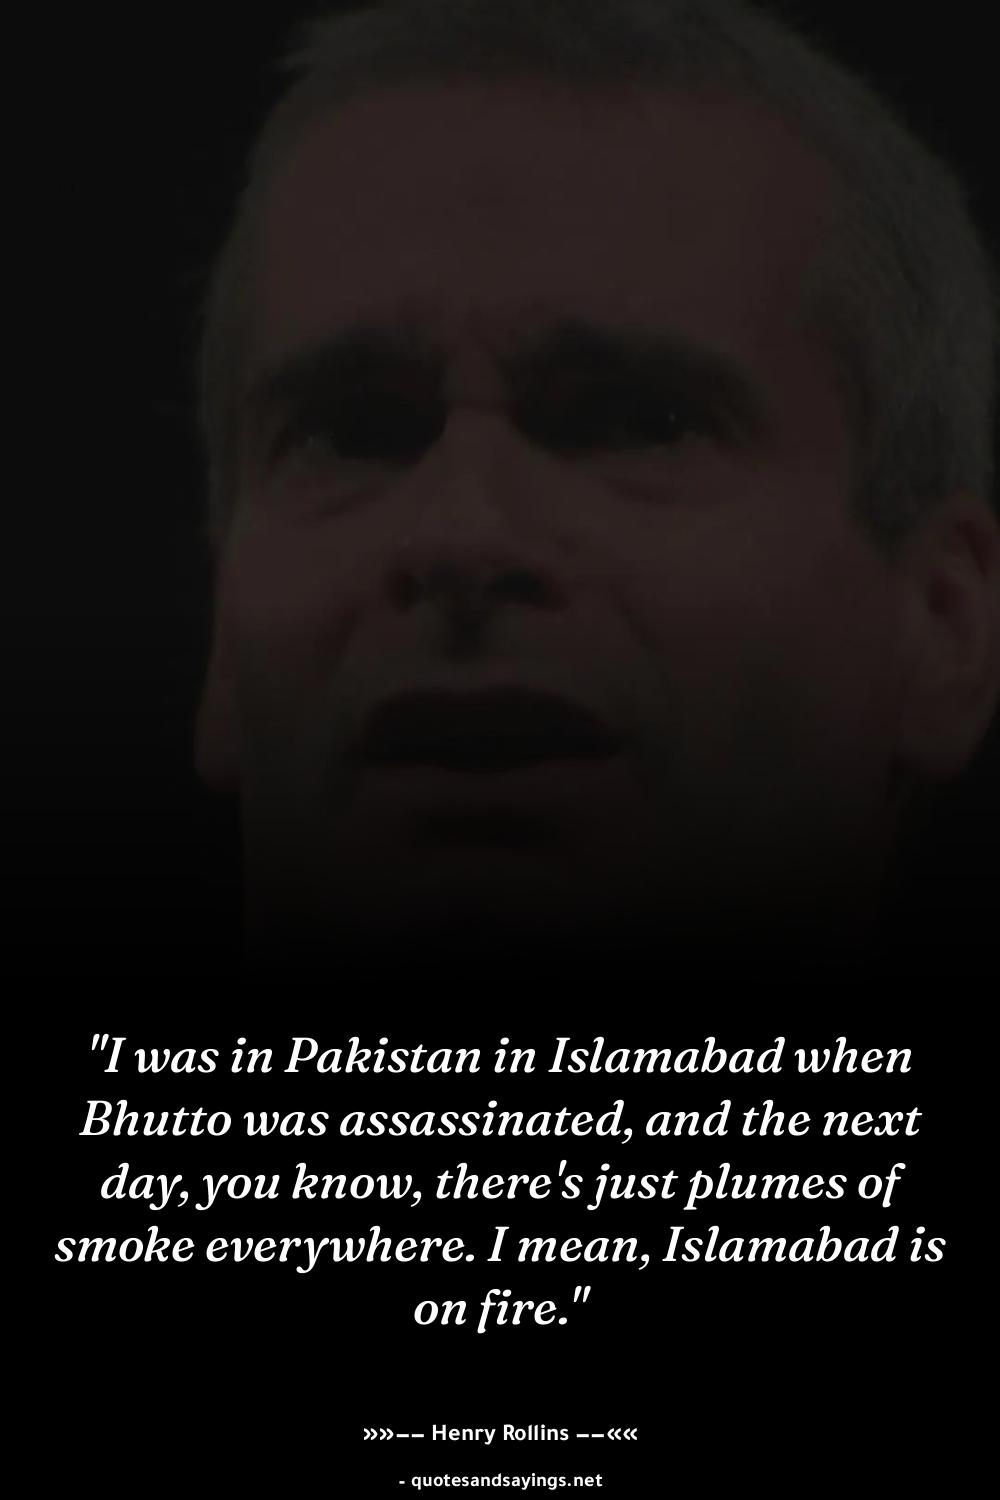 "I was in Pakistan in Islamabad when
Bhutto was assassinated, and the next
day, you know, there's just plumes of
smoke everywhere. I mean, Islamabad is
on fire."
»»−− Henry Rollins −−««
- quotesandsayings.net